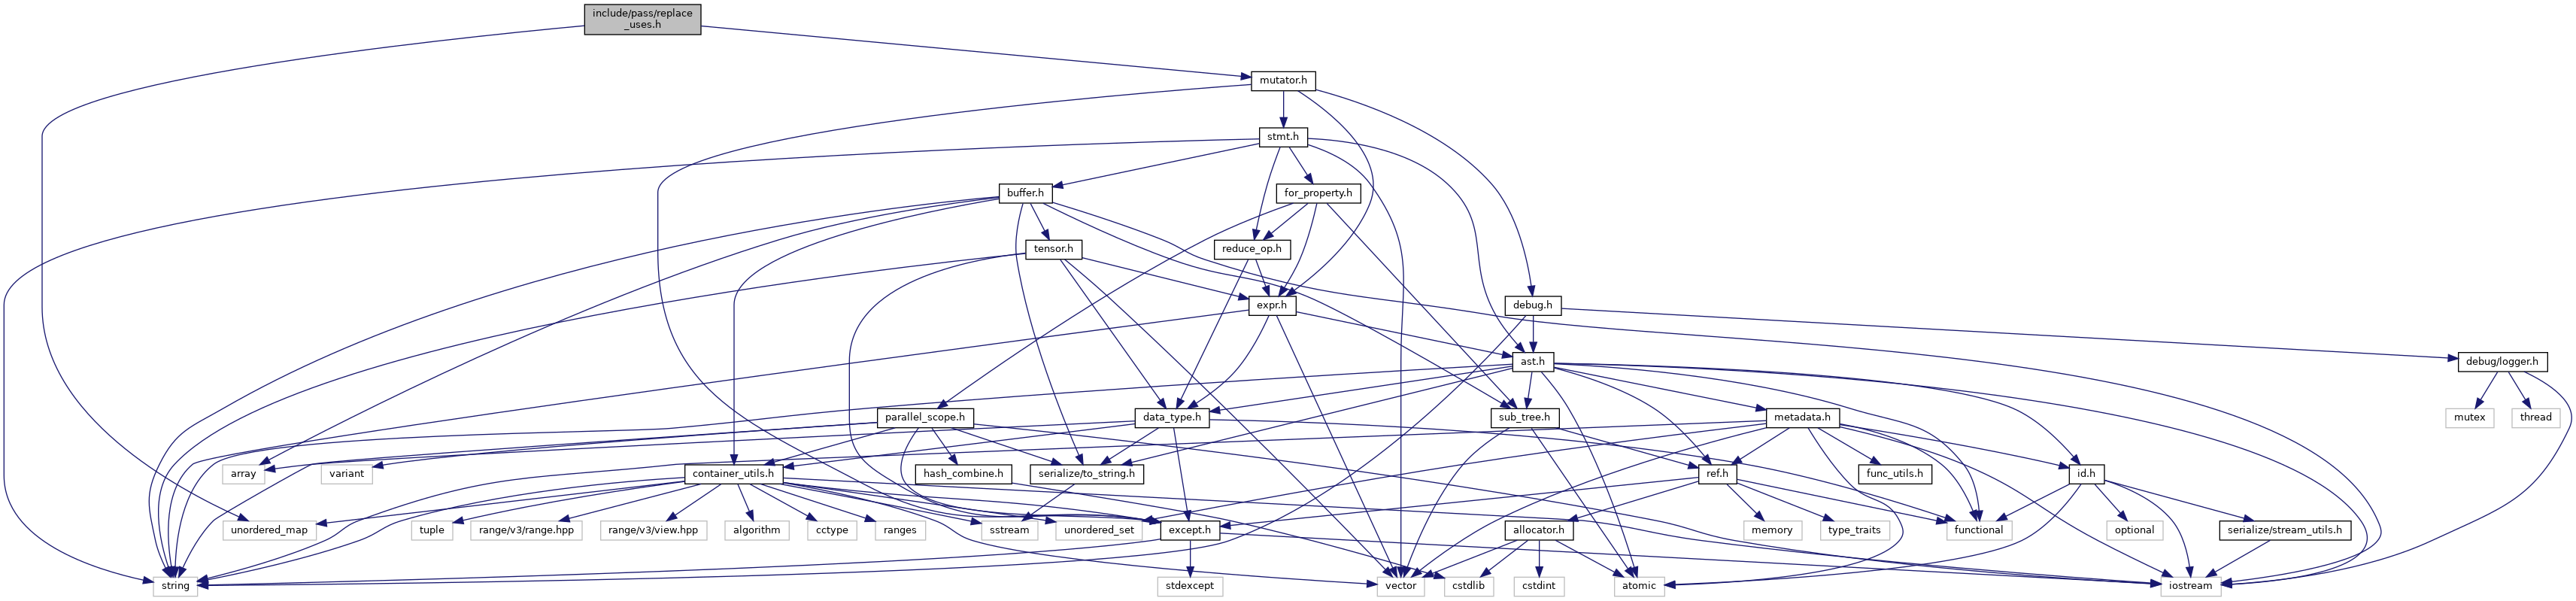 include/pass/replace
_uses.h
mutator.h
stmt.h
buffer.h
for_property.h
tensor.h
reduce_op.h
expr.h
debug.h
ast.h
debug/logger.h
parallel_scope.h
data_type.h
sub_tree.h
metadata.h
mutex
thread
array
variant
container_utils.h
hash_combine.h
serialize/to_string.h
ref.h
func_utils.h
id.h
unordered_map
tuple
range/v3/range.hpp
range/v3/view.hpp
algorithm
cctype
ranges
sstream
unordered_set
except.h
allocator.h
memory
type_traits
functional
optional
serialize/stream_utils.h
string
stdexcept
vector
cstdlib
cstdint
atomic
iostream